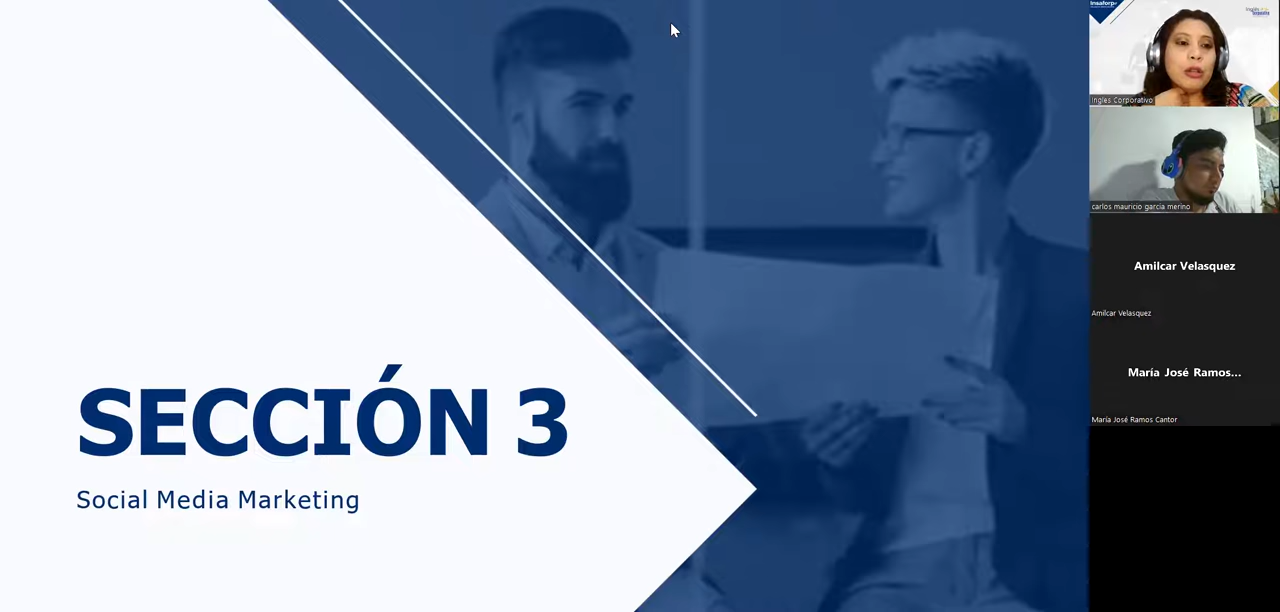 SECCIÓN 3
Social Media Marketing
Insaforp
Ingles Corporativo
carlos mauricio garcia merino
Amilcar Velasquez
Amilcar Velasquez
María José Ramos...
María José Ramos Cantor